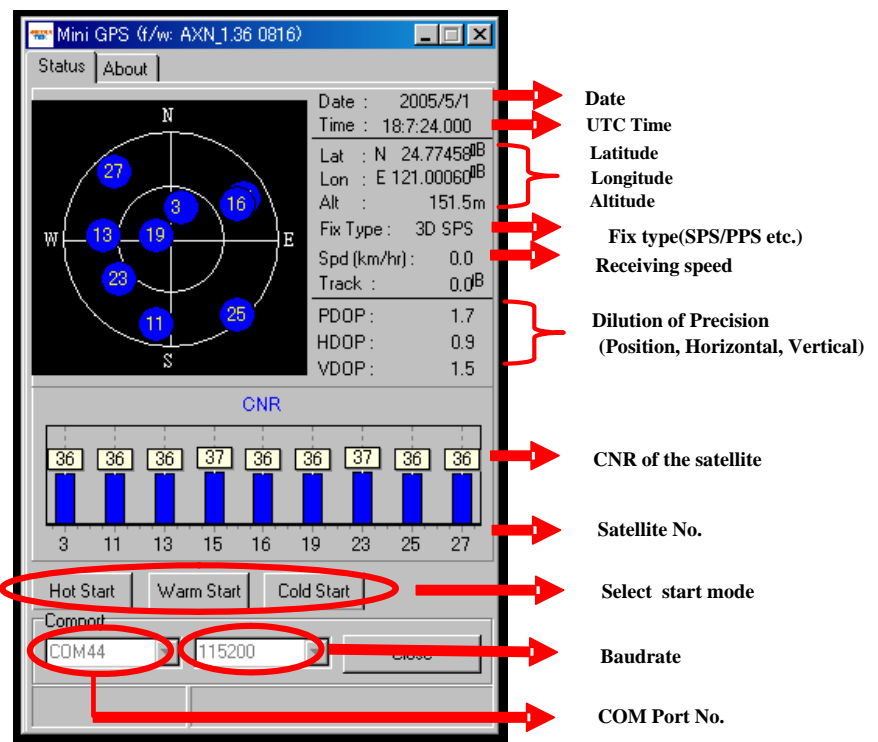 Mini GPS (f/w: AXN_1.36 0816)
Status About
N
W
E
S
27
3
16
13
19
23
11
25
Date : 2005/5/1
Time : 18:7:24.000
Lat : N 24.77458
Lon : E 121.00060
Alt : 151.5m
Fix Type : 3D SPS
Spd (km/hr) : 0.0
Track : 0.0
PDOP : 1.7
HDOP : 0.9
VDOP : 1.5
Date
UTC Time
Latitude
Longitude
Altitude
Fix type(SPS/PPS etc.)
Receiving speed
Dilution of Precision
(Position, Horizontal, Vertical)
CNR
36 36 36 37 36 36 37 36 36
CNR of the satellite
3 11 13 15 16 19 23 25 27
Satellite No.
Hot Start Warm Start Cold Start
Select start mode
Comport
COM44 115200 Close
Baudrate
COM Port No.